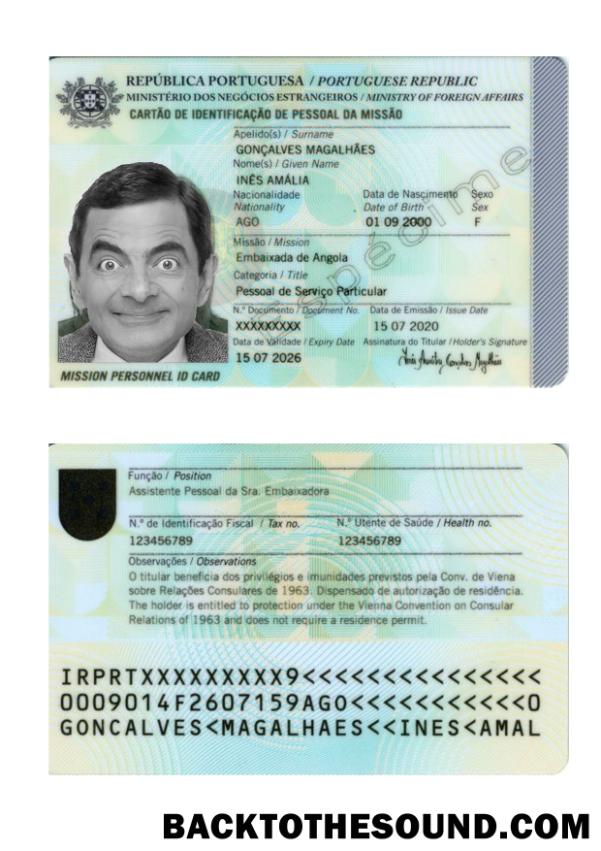 REPÚBLICA PORTUGUESA / PORTUGUESE REPUBLIC
MINISTÉRIO DOS NEGÓCIOS ESTRANGEIROS / MINISTRY OF FOREIGN AFFAIRS
CARTÃO DE IDENTIFICAÇÃO DE PESSOAL DA MISSÃO
Apelido(s) / Surname
GONÇALVES MAGALHÃES
Nome(s) / Given Name
INÊS AMÁLIA
Nacionalidade Data de Nascimento Sexo
Nationality Date of Birth Sex
AGO 01 09 2000 F
Missão / Mission
Embaixada de Angola
Categoria / Title
Pessoal de Serviço Particular
N.º Documento / Document No. Data de Emissão / Issue Date
XXXXXXXXX 15 07 2020
Data de Validade / Expiry Date Assinatura do Titular / Holder's Signature
15 07 2026
MISSION PERSONNEL ID CARD
Espécime
Função / Position
Assistente Pessoal da Sra. Embaixadora
N.º de Identificação Fiscal / Tax no. N.º Utente de Saúde / Health no.
123456789 123456789
Observações / Observations
O titular beneficia dos privilégios e imunidades previstos pela Conv. de Viena
sobre Relações Consulares de 1963. Dispensado de autorização de residência.
The holder is entitled to protection under the Vienna Convention on Consular
Relations of 1963 and does not require a residence permit.
IRPRTXXXXXXXXX9<<<<<<<<<<<<<<<
0009014F2607159AGO<<<<<<<<<<<0
GONCALVES<MAGALHAES<<INES<AMAL
BACKTOTHESOUND.COM